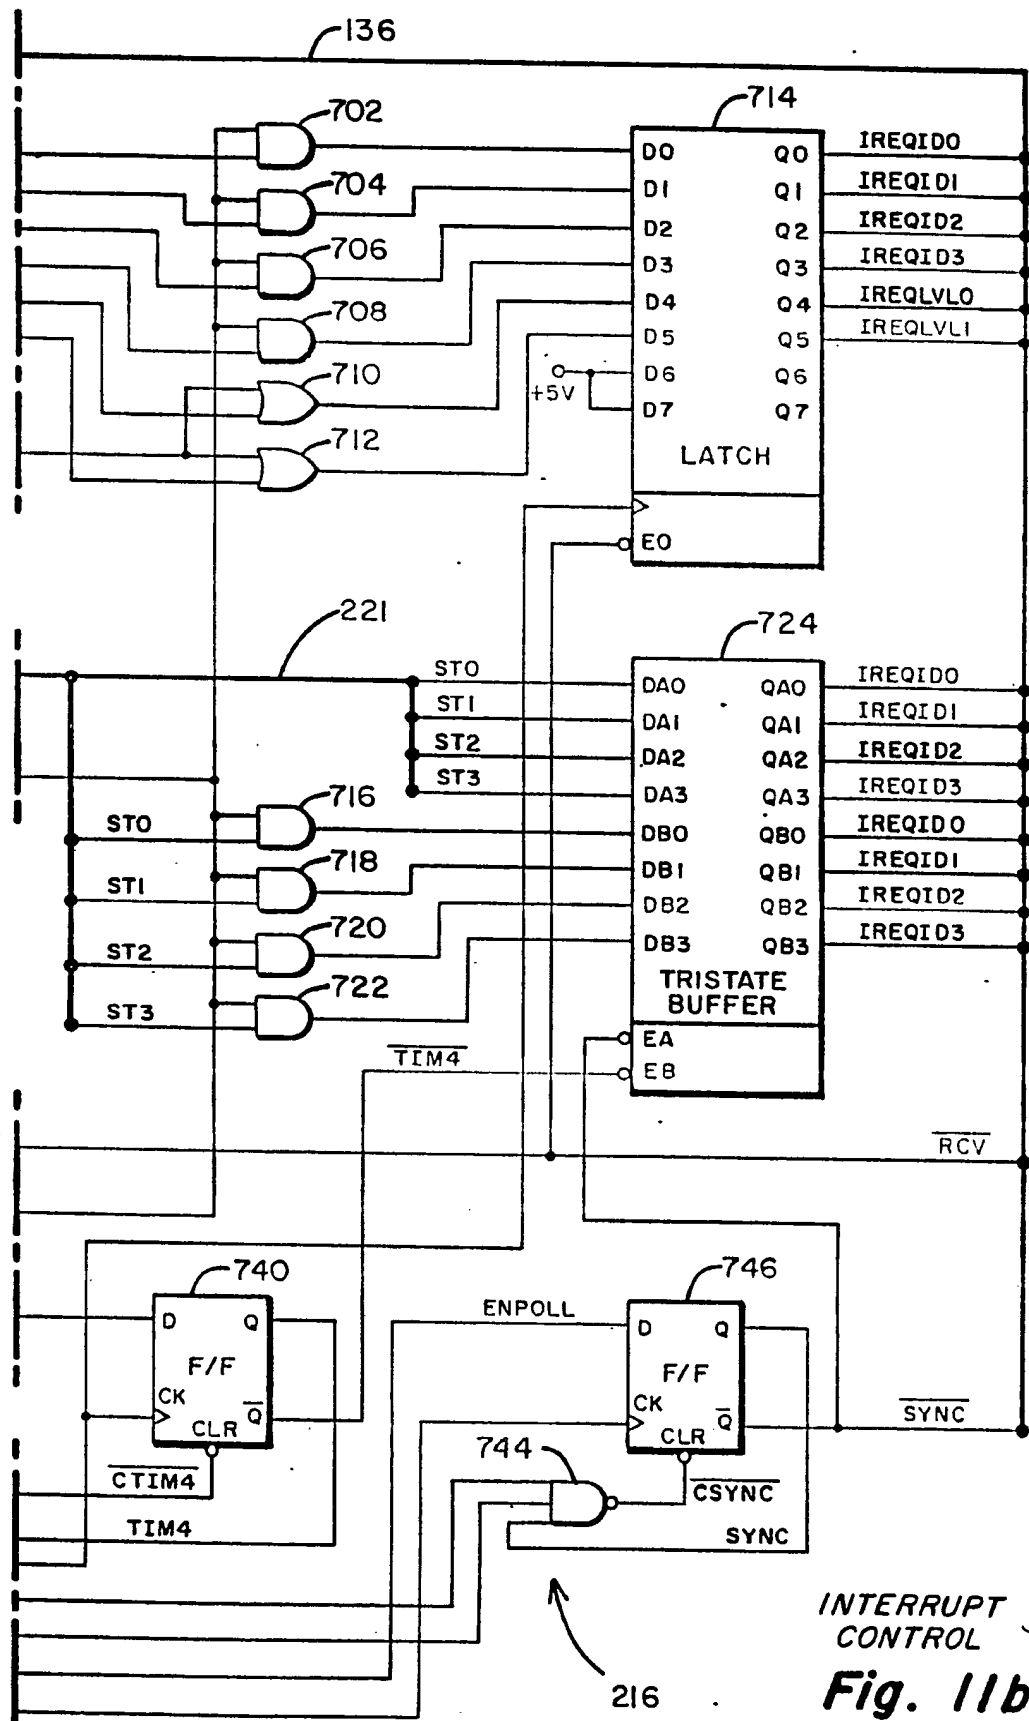 136
702
714
D0 Q0 IREQID0
704
D1 Q1 IREQID1
706
D2 Q2 IREQID2
708
D3 Q3 IREQID3
710
D4 Q4 IREQLVL0
D5 Q5 IREQLVL1
+5V
D6 Q6
D7 Q7
712
LATCH
EO
221
724
ST0 DA0 QA0 IREQID0
ST1 DA1 QA1 IREQID1
ST2 DA2 QA2 IREQID2
ST3 DA3 QA3 IREQID3
716
ST0 DB0 QB0 IREQID0
718
ST1 DB1 QB1 IREQID1
720
ST2 DB2 QB2 IREQID2
722
ST3 DB3 QB3 IREQID3
TRISTATE
BUFFER
EA
TIM4 EB
RCV
740
746
ENPOLL
D Q
F/F
CK
CLR Q
D Q
F/F
CK
CLR Q
SYNC
744
CTIM4
CSYNC
TIM4
SYNC
216
INTERRUPT
CONTROL
Fig. 11b